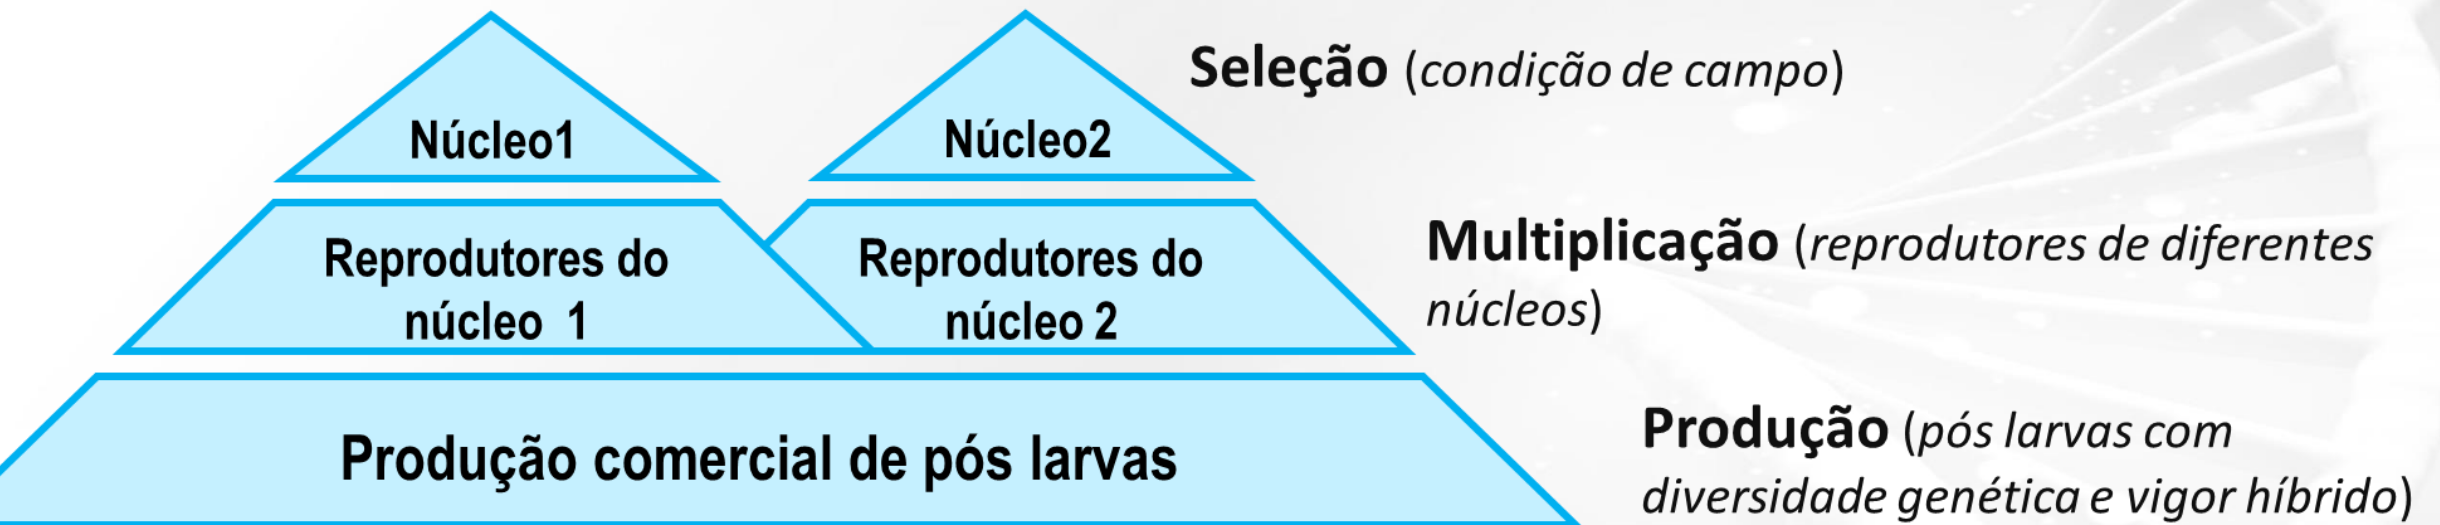 Núcleo1
Núcleo2
Seleção (condição de campo)
Reprodutores do
núcleo 1
Reprodutores do
núcleo 2
Multiplicação (reprodutores de diferentes
núcleos)
Produção comercial de pós larvas
Produção (pós larvas com
diversidade genética e vigor híbrido)